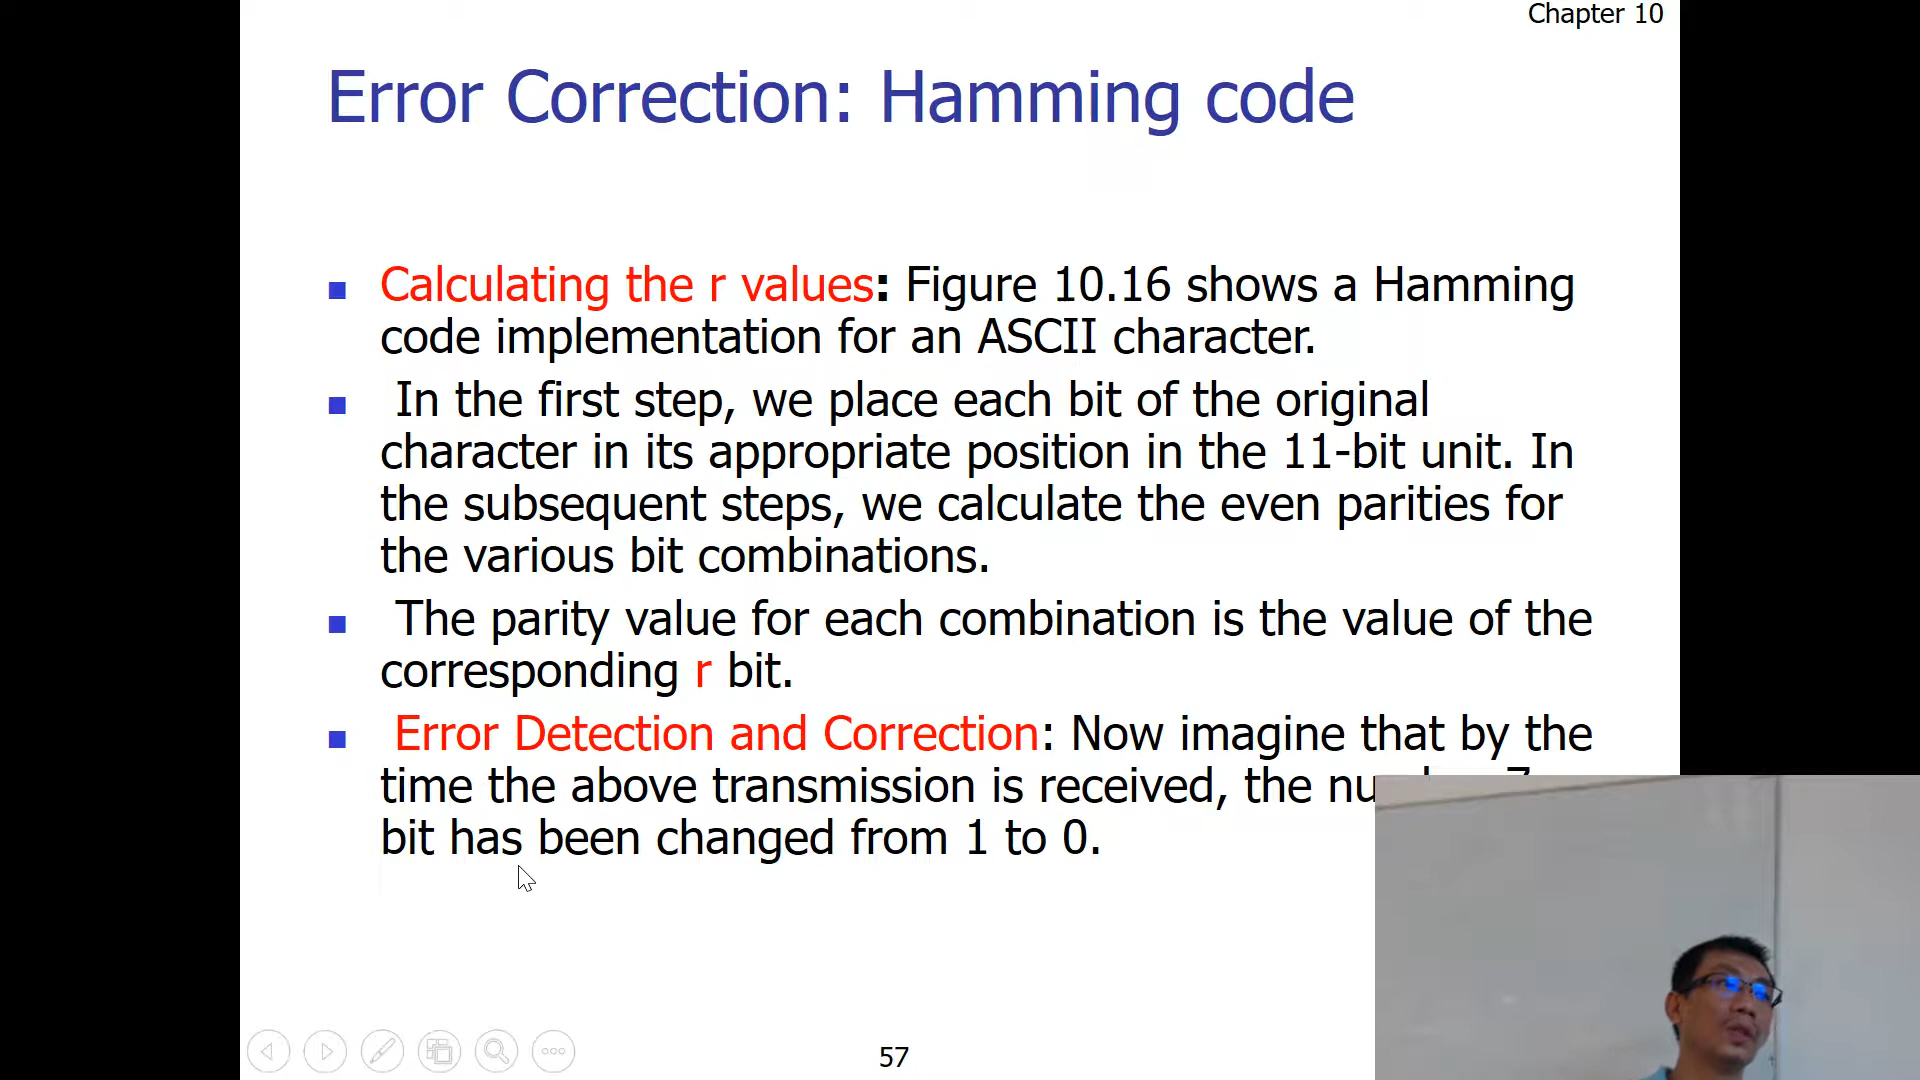 Chapter 10
Error Correction: Hamming code
Calculating the r values: Figure 10.16 shows a Hamming
code implementation for an ASCII character.
In the first step, we place each bit of the original
character in its appropriate position in the 11-bit unit. In
the subsequent steps, we calculate the even parities for
the various bit combinations.
The parity value for each combination is the value of the
corresponding r bit.
Error Detection and Correction: Now imagine that by the
time the above transmission is received, the
bit has been changed from 1 to 0.
57